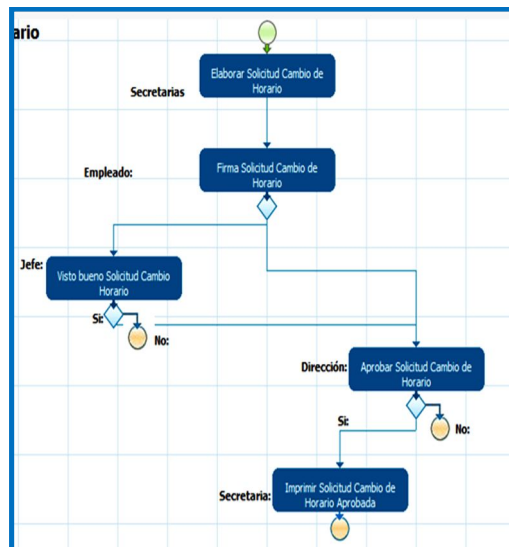 ario
Elaborar Solicitud Cambio de
Horario
Secretarias
Firma Solicitud Cambio de
Horario
Empleado:
Jefe:
Visto bueno Solicitud Cambio
Horario
Si:
No:
Dirección:
Aprobar Solicitud Cambio de
Horario
Si:
No:
Secretaria:
Imprimir Solicitud Cambio de
Horario Aprobada